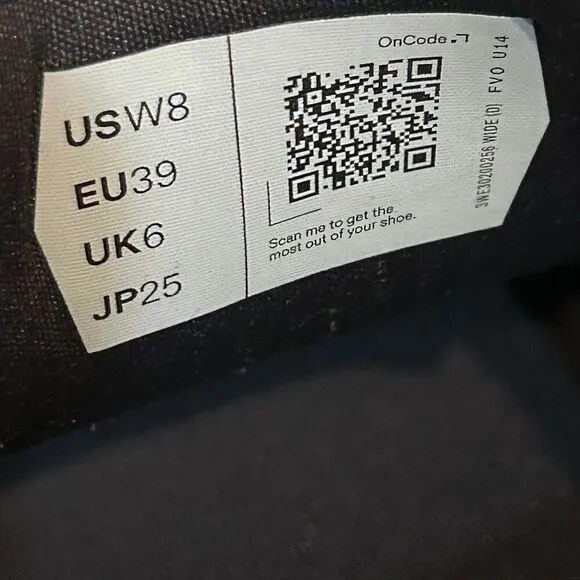 USW8
EU39
UK6
JP25
OnCode
Scan me to get the
most out of your shoe.
3WE30200256 WIDE (D) FVO U14